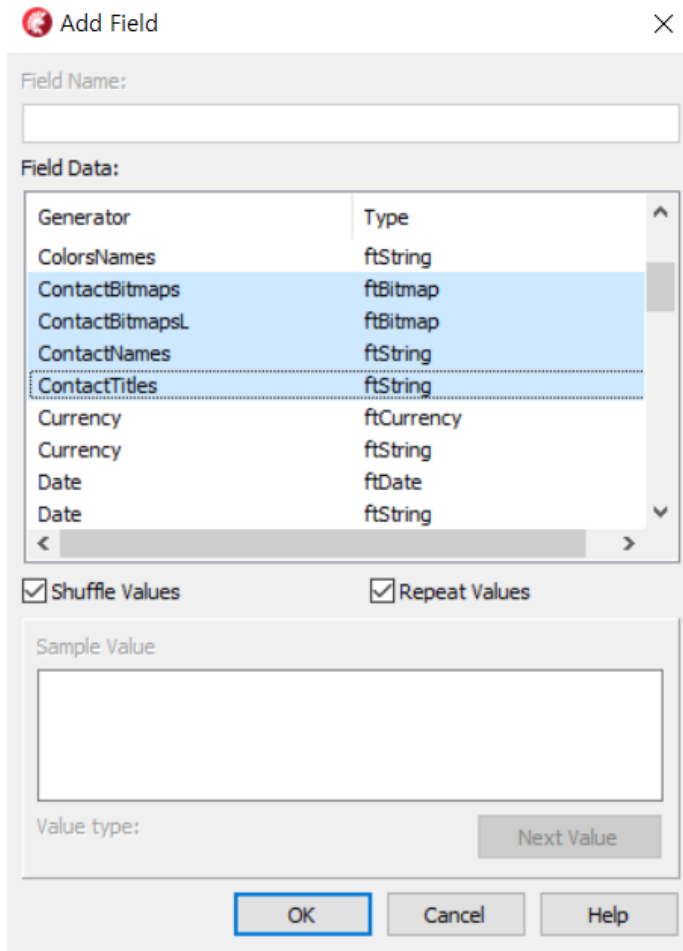 Add Field
Field Name:
Field Data:
Generator Type
ColorsNames ftString
ContactBitmaps ftBitmap
ContactBitmapsL ftBitmap
ContactNames ftString
ContactTitles ftString
Currency ftCurrency
Currency ftString
Date ftDate
Date ftString
Shuffle Values Repeat Values
Sample Value
Value type: Next Value
OK Cancel Help